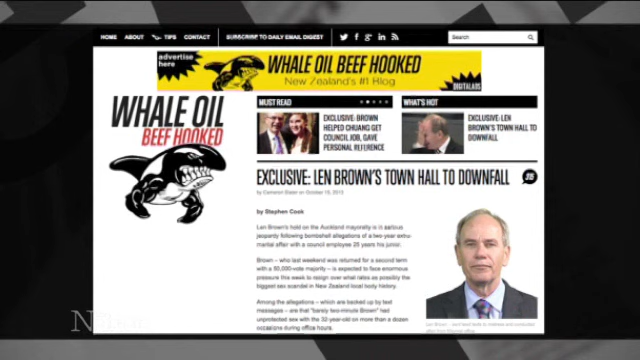 HOME ABOUT TIPS CONTACT SUBSCRIBE TO DAILY EMAIL DIGEST Search
advertise here
WHALE OIL BEEF HOOKED
New Zealand's #1 Blog
DIGITALADS
WHALE OIL
BEEF HOOKED
MUST READ
EXCLUSIVE: BROWN
HELPED CHUANG GET
COUNCIL JOB, GAVE
PERSONAL REFERENCE
WHAT'S HOT
EXCLUSIVE: LEN
BROWN'S TOWN HALL TO
DOWNFALL
EXCLUSIVE: LEN BROWN'S TOWN HALL TO DOWNFALL
by Cameron Slater on October 15, 2013
by Stephen Cook
Len Brown's hold on the Auckland mayoralty is in serious
jeopardy following bombshell allegations of a two-year extra-
marital affair with a council employee 25 years his junior.
Brown – who last weekend was returned for a second term
with a 50,000-vote majority – is expected to face enormous
pressure this week to resign over what rates as possibly the
biggest sex scandal in New Zealand local body history.
Among the allegations – which are backed up by text
messages – are that "barely two-minute Brown" had
unprotected sex with the 32-year-old on more than a dozen
occasions during office hours.